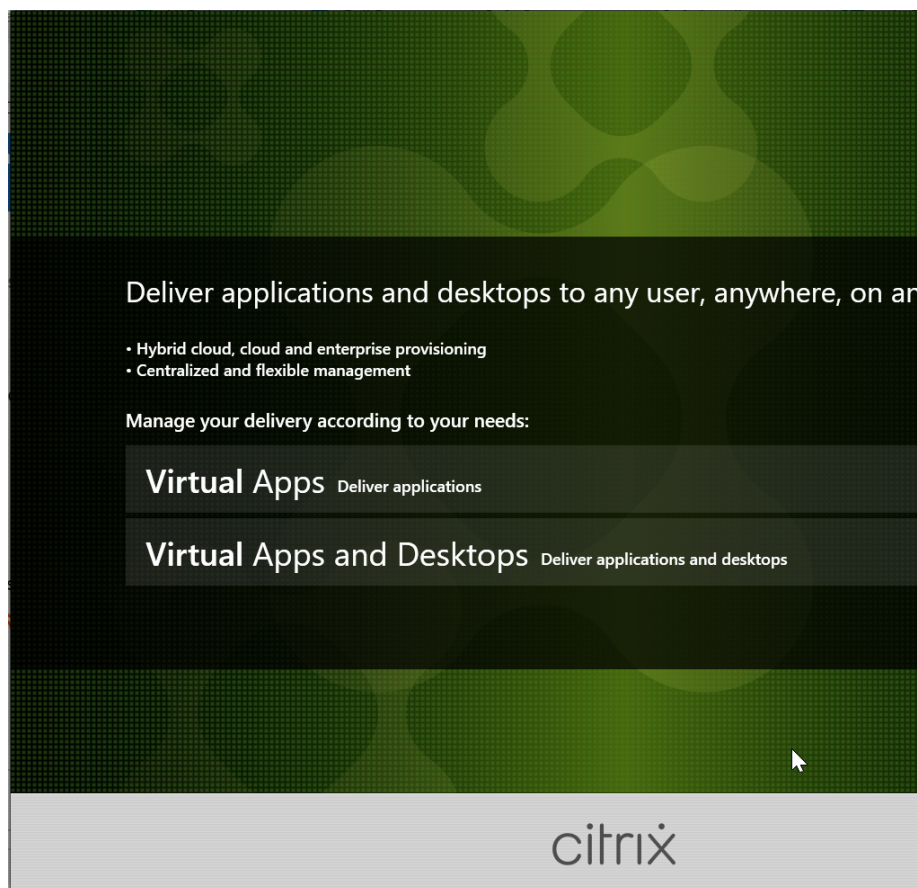 Deliver applications and desktops to any user, anywhere, on
• Hybrid cloud, cloud and enterprise provisioning
• Centralized and flexible management
Manage your delivery according to your needs:
Virtual Apps Deliver applications
Virtual Apps and Desktops Deliver applications and desktops
citrix